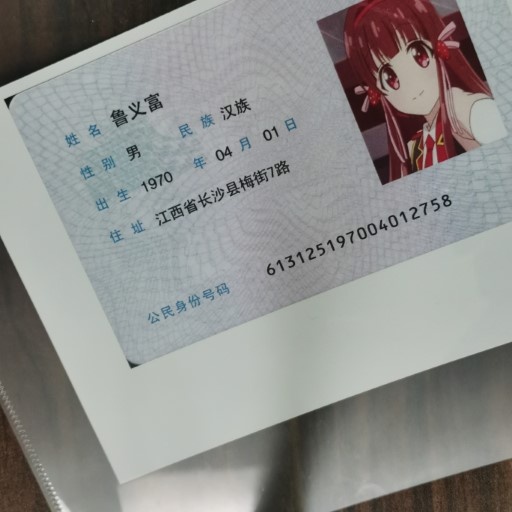 姓名 鲁义富
性别 男 民族 汉族
出生 1970 年 04 月 01 日
住址 江西省长沙县梅街7路
公民身份号码 613125197004012758